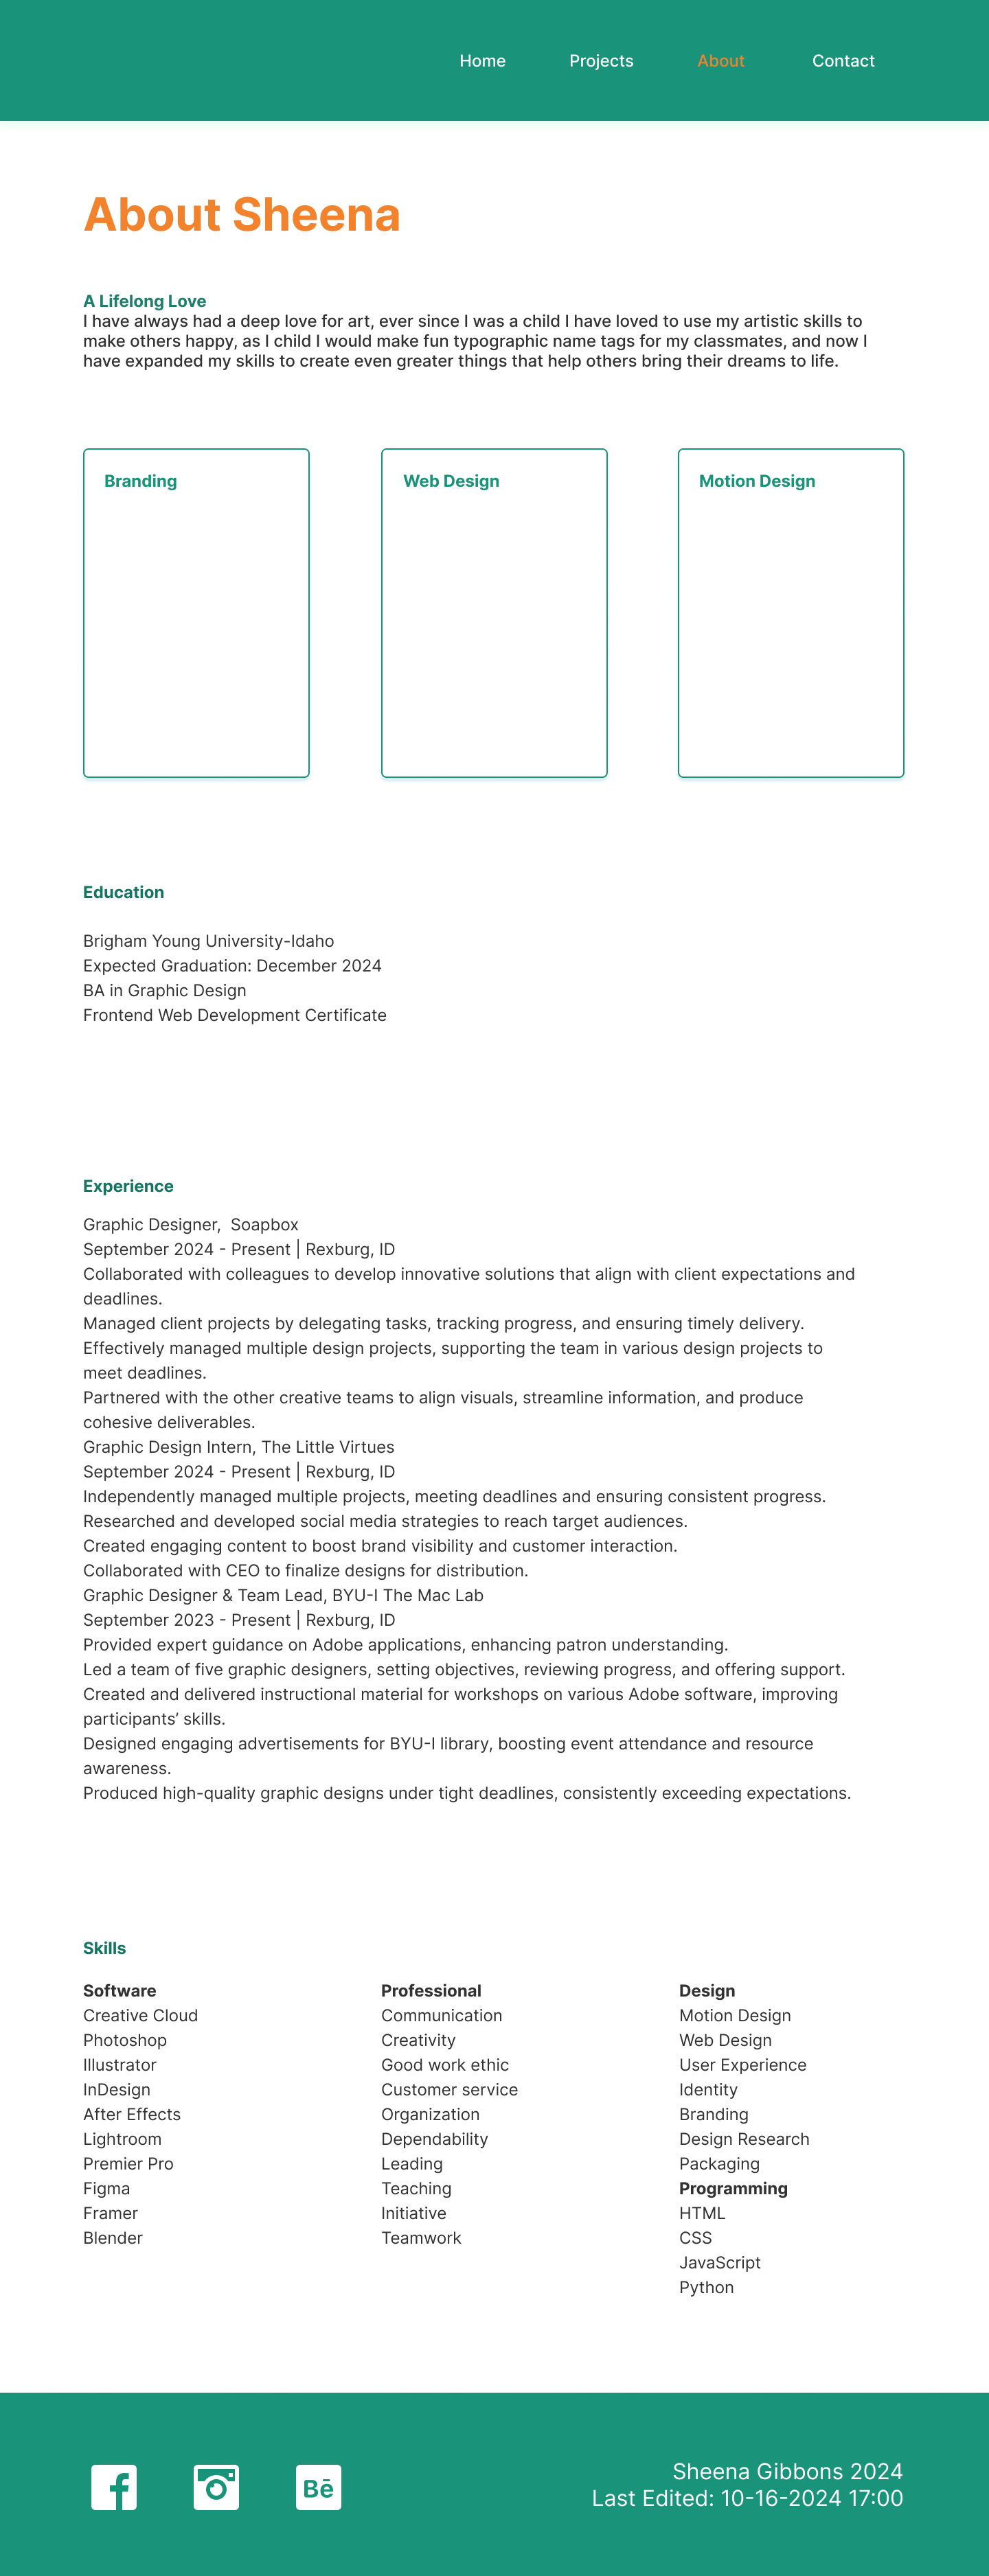 Home Projects About Contact
About Sheena
A Lifelong Love
I have always had a deep love for art, ever since I was a child I have loved to use my artistic skills to
make others happy, as I child I would make fun typographic name tags for my classmates, and now I
have expanded my skills to create even greater things that help others bring their dreams to life.
Branding
Web Design
Motion Design
Education
Brigham Young University-Idaho
Expected Graduation: December 2024
BA in Graphic Design
Frontend Web Development Certificate
Experience
Graphic Designer,  Soapbox
September 2024 - Present | Rexburg, ID
Collaborated with colleagues to develop innovative solutions that align with client expectations and
deadlines.
Managed client projects by delegating tasks, tracking progress, and ensuring timely delivery.
Effectively managed multiple design projects, supporting the team in various design projects to
meet deadlines.
Partnered with the other creative teams to align visuals, streamline information, and produce
cohesive deliverables.
Graphic Design Intern, The Little Virtues
September 2024 - Present | Rexburg, ID
Independently managed multiple projects, meeting deadlines and ensuring consistent progress.
Researched and developed social media strategies to reach target audiences.
Created engaging content to boost brand visibility and customer interaction.
Collaborated with CEO to finalize designs for distribution.
Graphic Designer & Team Lead, BYU-I The Mac Lab
September 2023 - Present | Rexburg, ID
Provided expert guidance on Adobe applications, enhancing patron understanding.
Led a team of five graphic designers, setting objectives, reviewing progress, and offering support.
Created and delivered instructional material for workshops on various Adobe software, improving
participants’ skills.
Designed engaging advertisements for BYU-I library, boosting event attendance and resource
awareness.
Produced high-quality graphic designs under tight deadlines, consistently exceeding expectations.
Skills
Software
Creative Cloud
Photoshop
Illustrator
InDesign
After Effects
Lightroom
Premier Pro
Figma
Framer
Blender
Professional
Communication
Creativity
Good work ethic
Customer service
Organization
Dependability
Leading
Teaching
Initiative
Teamwork
Design
Motion Design
Web Design
User Experience
Identity
Branding
Design Research
Packaging
Programming
HTML
CSS
JavaScript
Python
f
Bē
Sheena Gibbons 2024
Last Edited: 10-16-2024 17:00